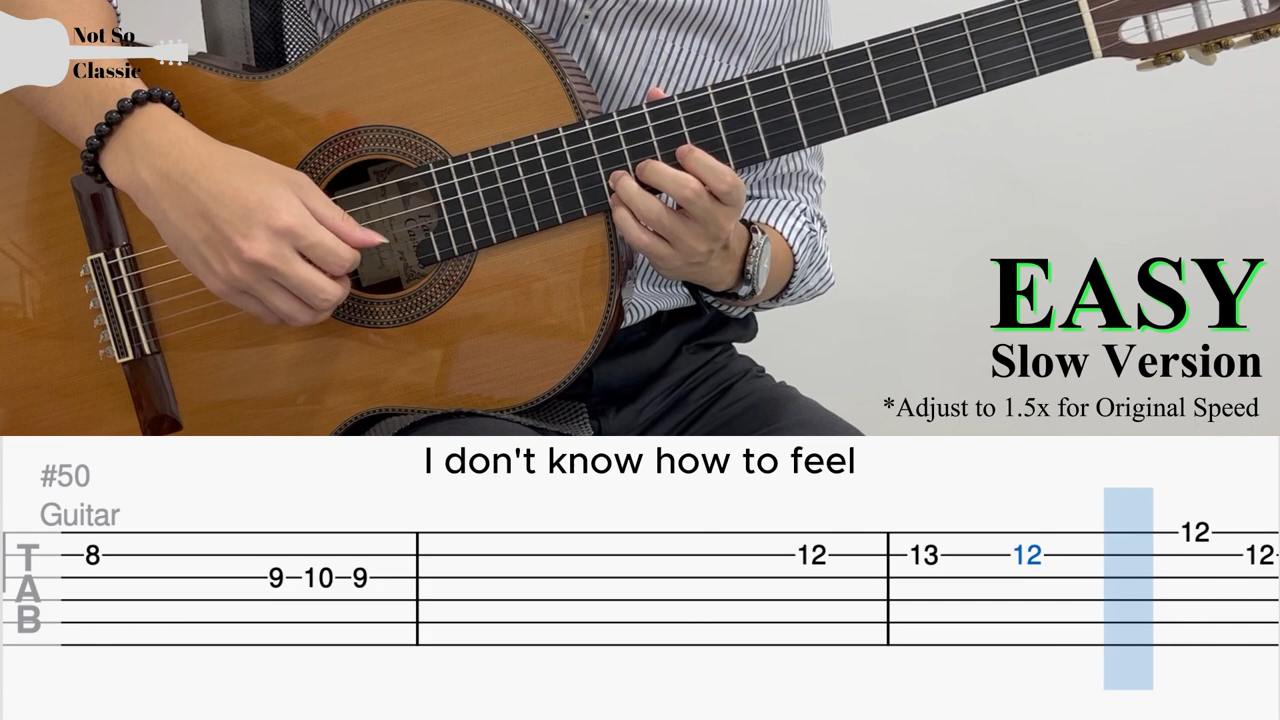 Not So
Classic
EASY
Slow Version
*Adjust to 1.5x for Original Speed
I don't know how to feel
#50
Guitar
12
T 8 12 13 12 12
A 9 10 9
B